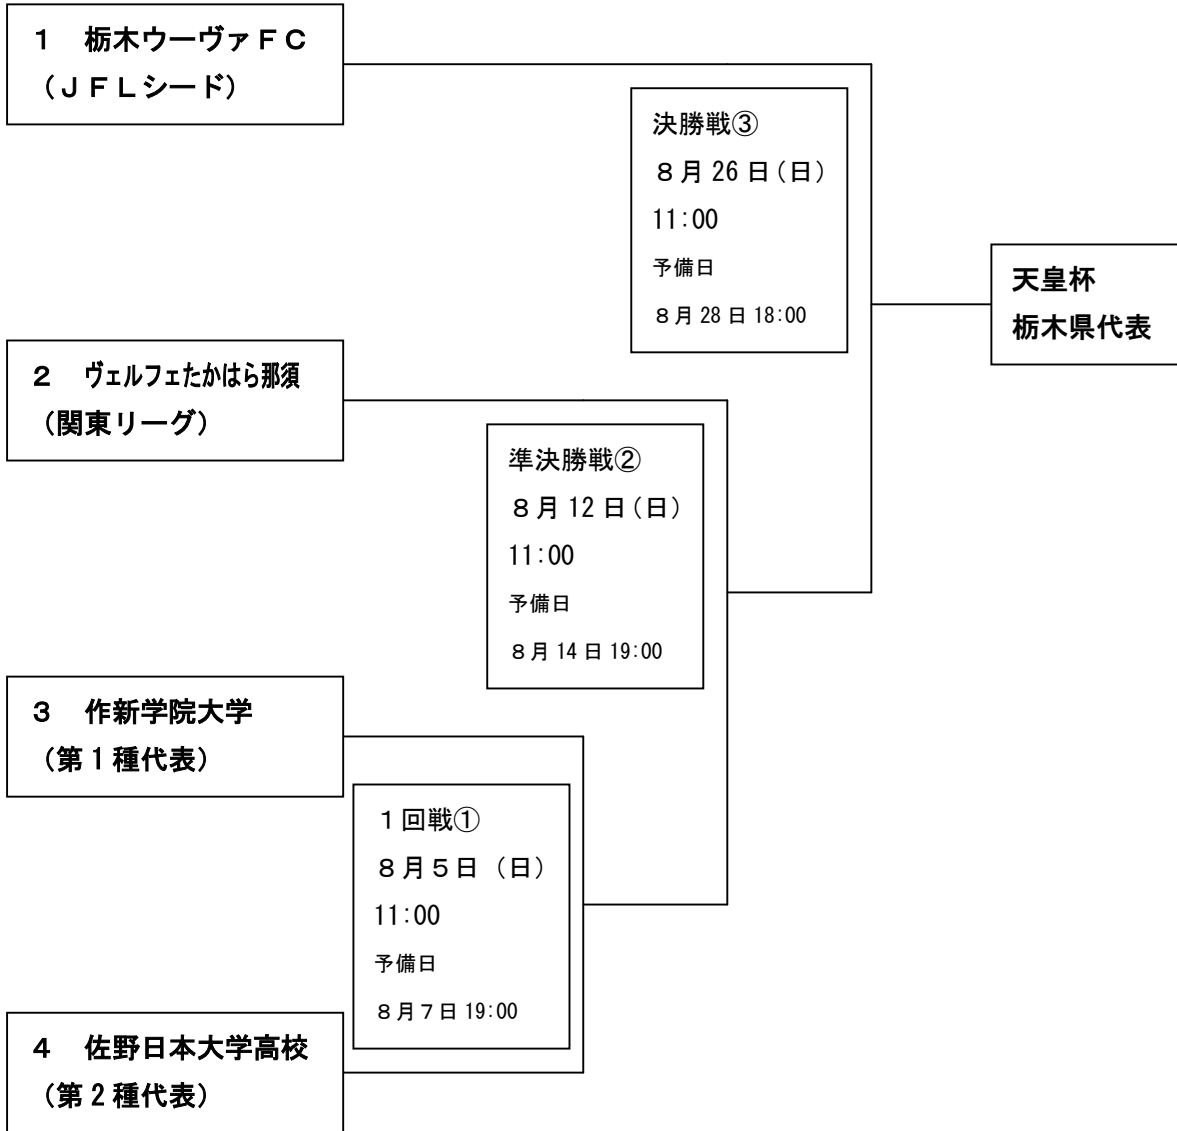 1　栃木ウーヴァＦＣ
（ＪＦＬシード）
決勝戦③
８月 26 日（日）
11:00
予備日
８月 28 日 18:00
天皇杯
栃木県代表
２　ヴェルフェたかはら那須
（関東リーグ）
準決勝戦②
８月 12 日（日）
11:00
予備日
８月 14 日 19:00
３　作新学院大学
（第１種代表）
１回戦①
８月５日（日）
11:00
予備日
８月７日 19:00
４　佐野日本大学高校
（第２種代表）